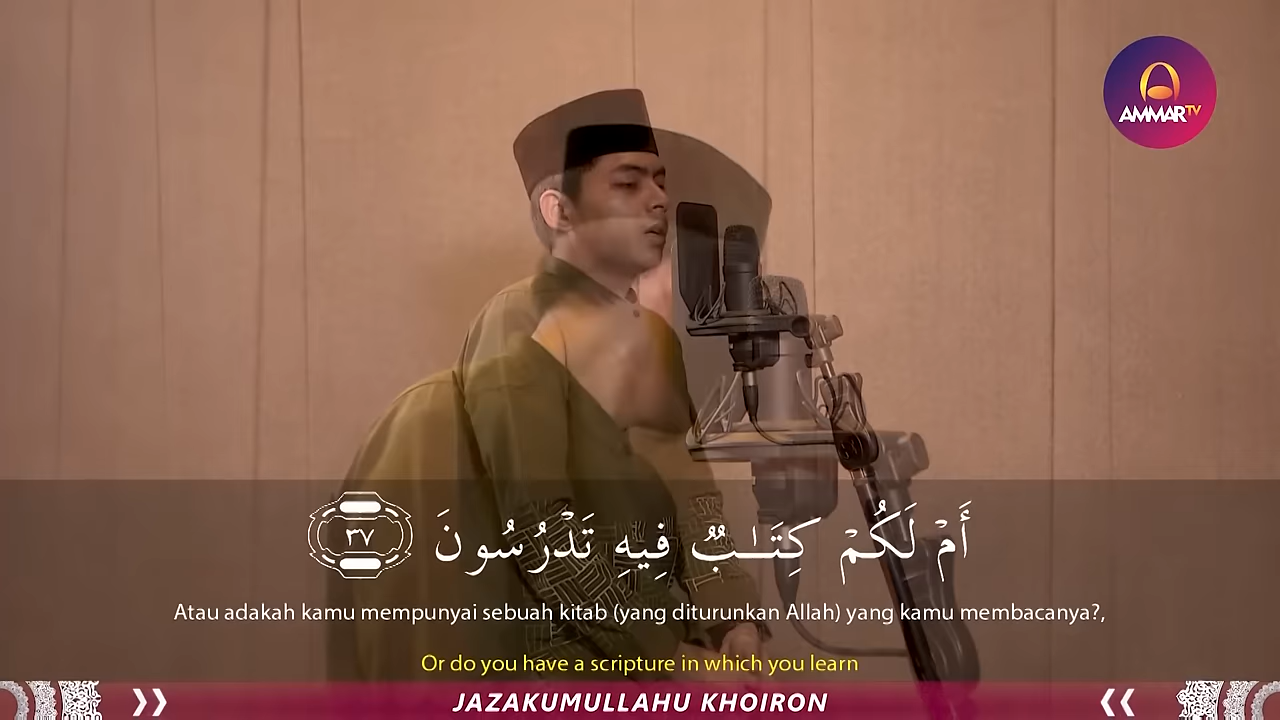 AMMAR TV
أَمْ لَكُمْ كِتَـٰبٌ فِيهِ تَدْرُسُونَ ٣٧
Atau adakah kamu mempunyai sebuah kitab (yang diturunkan Allah) yang kamu membacanya?,
Or do you have a scripture in which you learn
JAZAKUMULLAHU KHOIRON